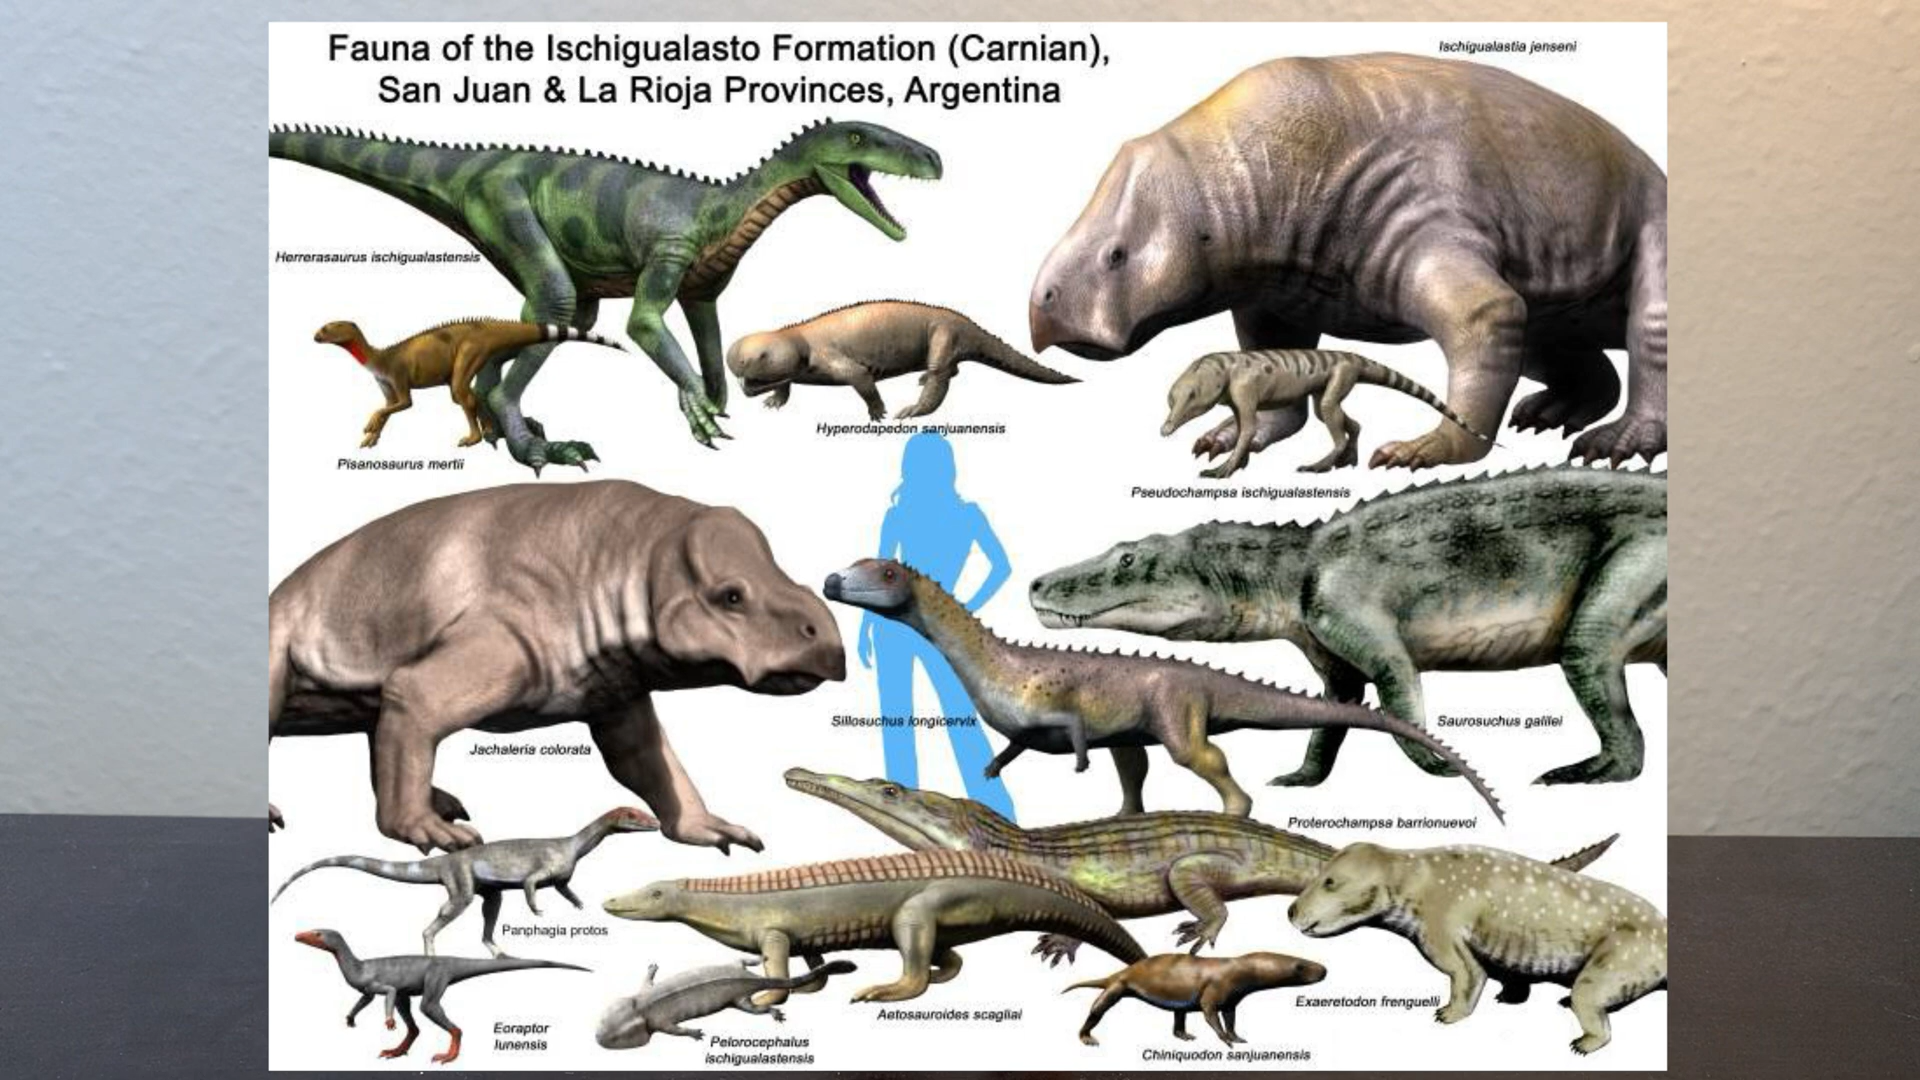 Fauna of the Ischigualasto Formation (Carnian),
San Juan & La Rioja Provinces, Argentina
Ischigualastia jenseni
Herrerasaurus ischigualastensis
Hyperodapedon sanjuanensis
Pisanosaurus mertii
Pseudochampsa ischigualastensis
Sillosuchus longicervix
Saurosuchus galilei
Jachaleria colorata
Proterochampsa barrionuevoi
Panphagia protos
Exaeretodon frenguelli
Aetosauroides scagliai
Eoraptor
lunensis
Pelorocephalus
ischigualastensis
Chiniquodon sanjuanensis